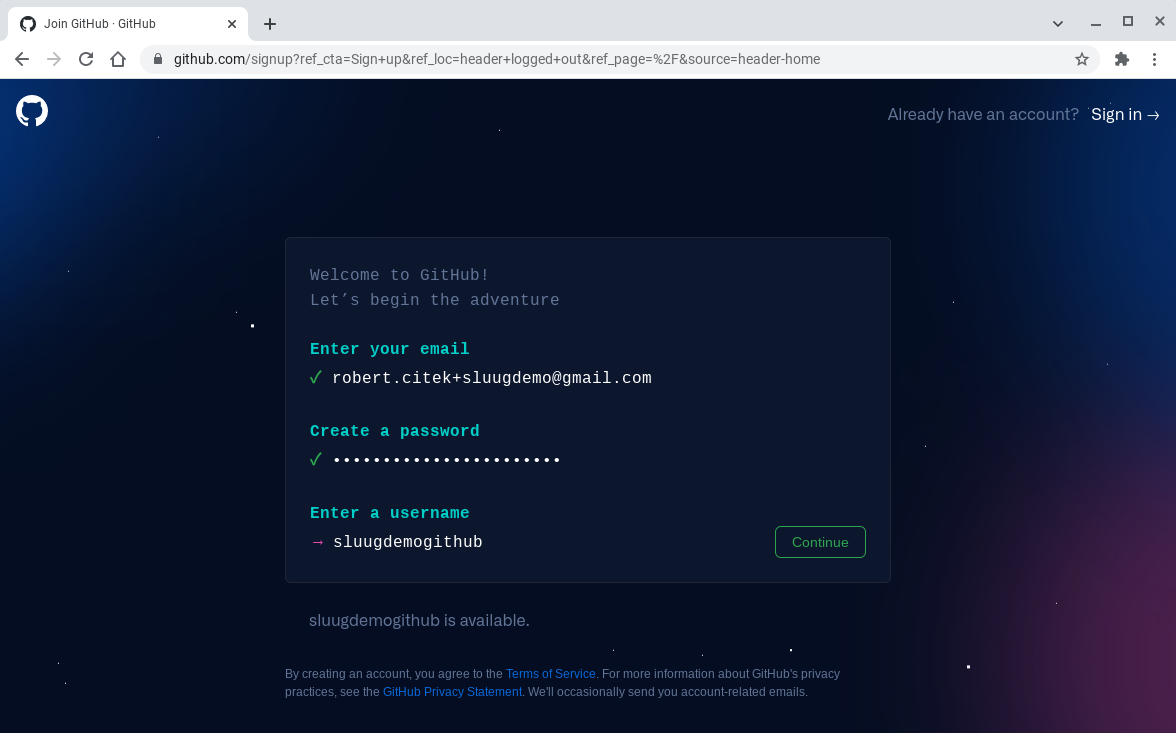 Join GitHub · GitHub
github.com/signup?ref_cta=Sign+up&ref_loc=header+logged+out&ref_page=%2F&source=header-home
Already have an account? Sign in →
Welcome to GitHub!
Let’s begin the adventure
Enter your email
✓ robert.citek+sluugdemo@gmail.com
Create a password
✓ •••••••••••••••••••••••
Enter a username
→ sluugdemogithub
Continue
sluugdemogithub is available.
By creating an account, you agree to the Terms of Service. For more information about GitHub's privacy
practices, see the GitHub Privacy Statement. We'll occasionally send you account-related emails.